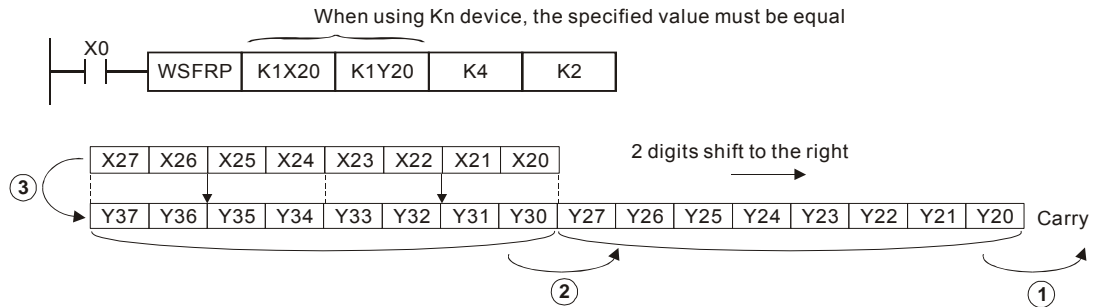 When using Kn device, the specified value must be equal
X0
WSFRP K1X20 K1Y20 K4 K2
X27 X26 X25 X24 X23 X22 X21 X20
2 digits shift to the right
3
Y37 Y36 Y35 Y34 Y33 Y32 Y31 Y30 Y27 Y26 Y25 Y24 Y23 Y22 Y21 Y20 Carry
2
1